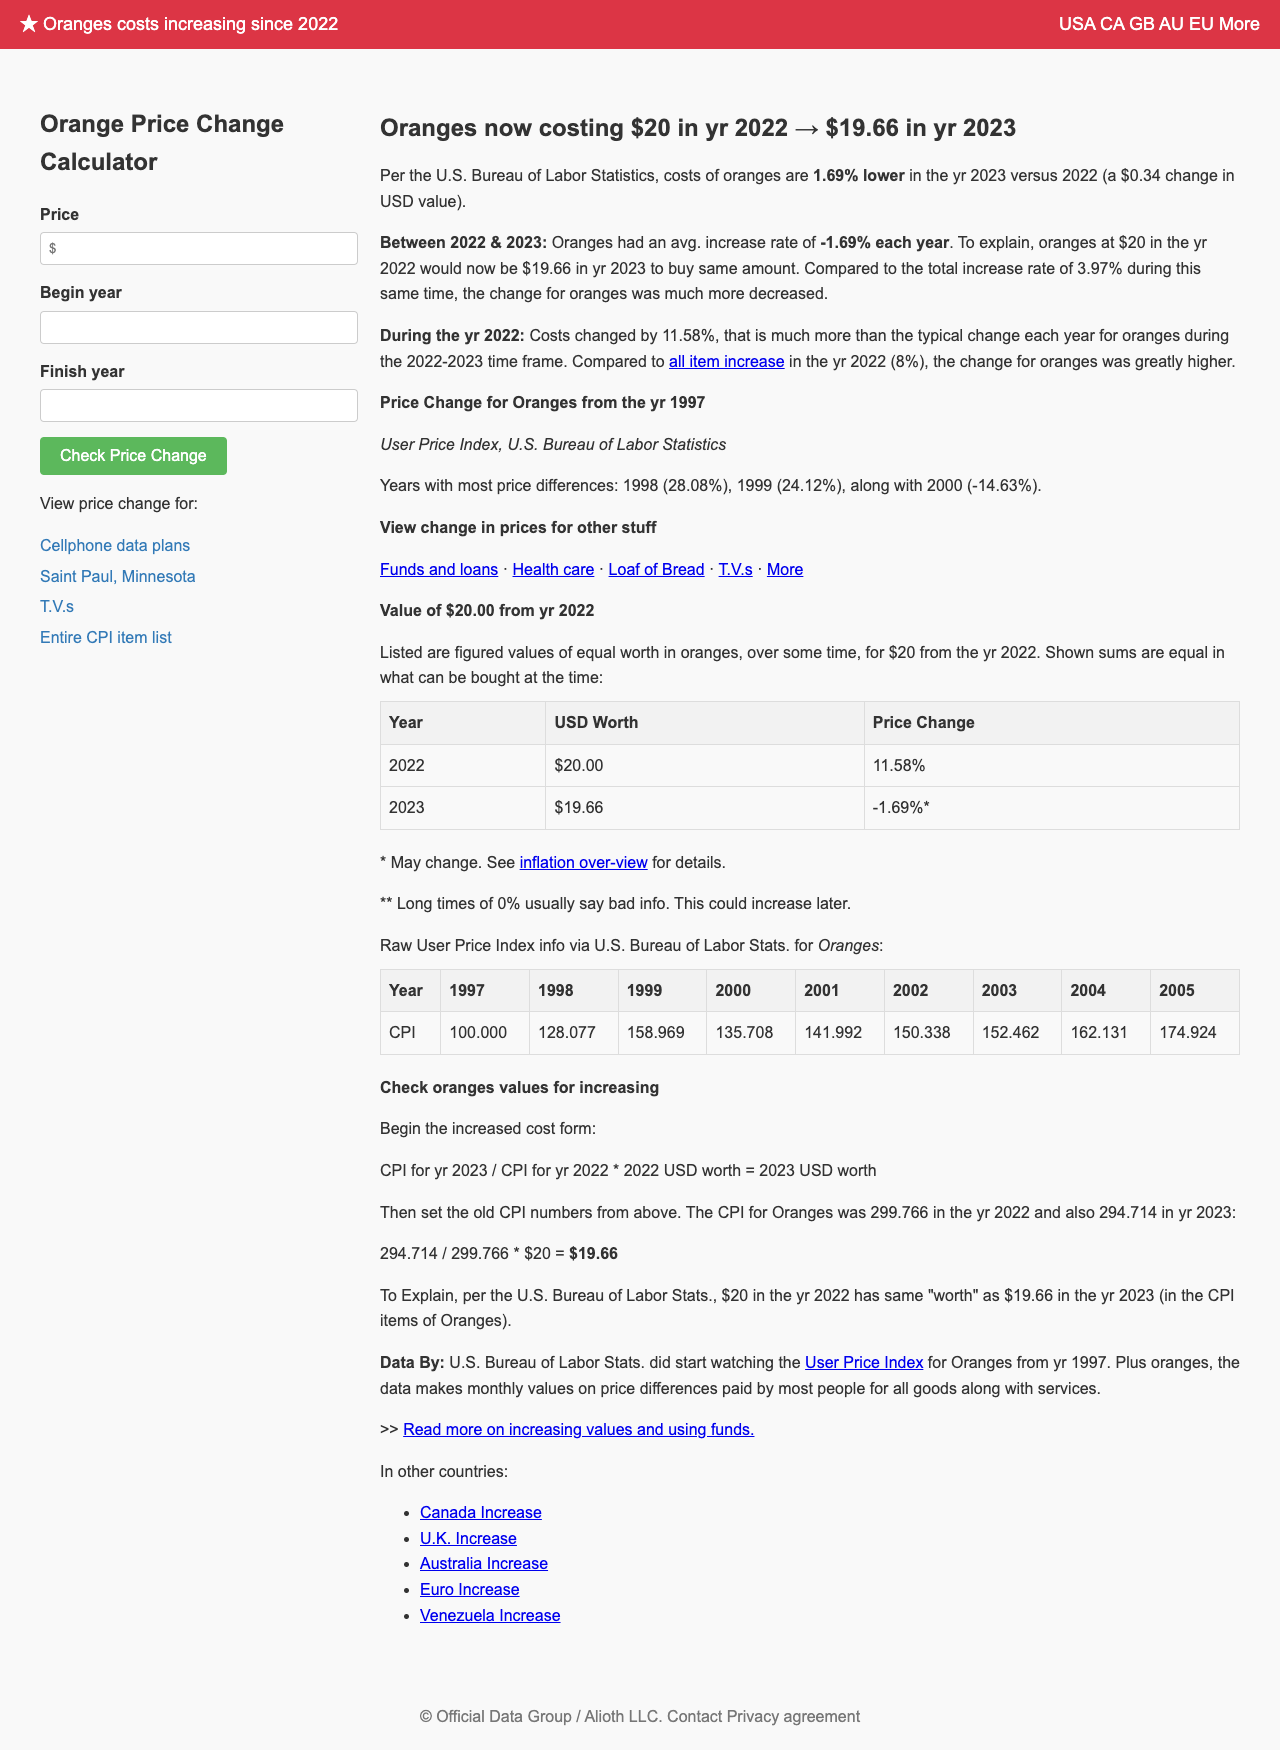 ★ Oranges costs increasing since 2022
USA CA GB AU EU More
Orange Price Change
Calculator
Price
$
Begin year
Finish year
Check Price Change
View price change for:
Cellphone data plans
Saint Paul, Minnesota
T.V.s
Entire CPI item list
Oranges now costing $20 in yr 2022 → $19.66 in yr 2023
Per the U.S. Bureau of Labor Statistics, costs of oranges are 1.69% lower in the yr 2023 versus 2022 (a $0.34 change in
USD value).
Between 2022 & 2023: Oranges had an avg. increase rate of -1.69% each year. To explain, oranges at $20 in the yr
2022 would now be $19.66 in yr 2023 to buy same amount. Compared to the total increase rate of 3.97% during this
same time, the change for oranges was much more decreased.
During the yr 2022: Costs changed by 11.58%, that is much more than the typical change each year for oranges during
the 2022-2023 time frame. Compared to all item increase in the yr 2022 (8%), the change for oranges was greatly higher.
Price Change for Oranges from the yr 1997
User Price Index, U.S. Bureau of Labor Statistics
Years with most price differences: 1998 (28.08%), 1999 (24.12%), along with 2000 (-14.63%).
View change in prices for other stuff
Funds and loans · Health care · Loaf of Bread · T.V.s · More
Value of $20.00 from yr 2022
Listed are figured values of equal worth in oranges, over some time, for $20 from the yr 2022. Shown sums are equal in
what can be bought at the time:
Year USD Worth Price Change
2022 $20.00 11.58%
2023 $19.66 -1.69%*
* May change. See inflation over-view for details.
** Long times of 0% usually say bad info. This could increase later.
Raw User Price Index info via U.S. Bureau of Labor Stats. for Oranges:
Year 1997 1998 1999 2000 2001 2002 2003 2004 2005
CPI 100.000 128.077 158.969 135.708 141.992 150.338 152.462 162.131 174.924
Check oranges values for increasing
Begin the increased cost form:
CPI for yr 2023 / CPI for yr 2022 * 2022 USD worth = 2023 USD worth
Then set the old CPI numbers from above. The CPI for Oranges was 299.766 in the yr 2022 and also 294.714 in yr 2023:
294.714 / 299.766 * $20 = $19.66
To Explain, per the U.S. Bureau of Labor Stats., $20 in the yr 2022 has same "worth" as $19.66 in the yr 2023 (in the CPI
items of Oranges).
Data By: U.S. Bureau of Labor Stats. did start watching the User Price Index for Oranges from yr 1997. Plus oranges, the
data makes monthly values on price differences paid by most people for all goods along with services.
>> Read more on increasing values and using funds.
In other countries:
• Canada Increase
• U.K. Increase
• Australia Increase
• Euro Increase
• Venezuela Increase
© Official Data Group / Alioth LLC. Contact Privacy agreement